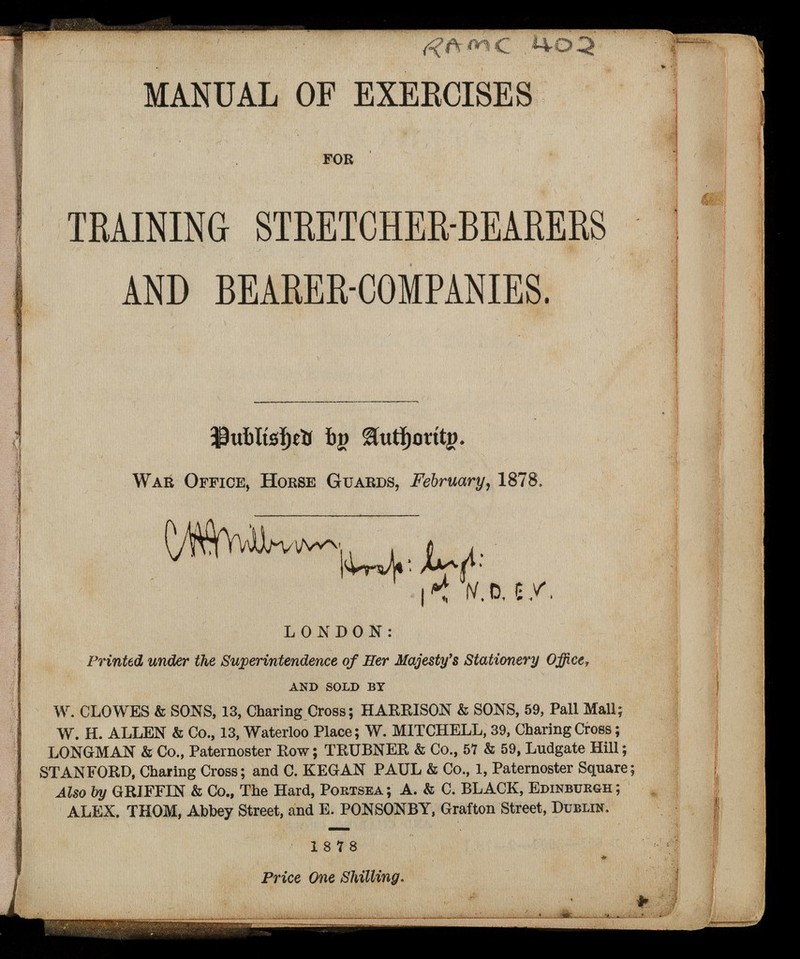 RAMC 402
MANUAL OF EXERCISES
FOR
TRAINING STRETCHER-BEARERS
AND BEARER-COMPANIES.
Published by Authority.
WAR OFFICE, HORSE GUARDS, February, 1878.
Hosp: Sergt:
1st N.D.E.V.
LONDON:
Printed under the Superintendence of Her Majesty's Stationery Office,
AND SOLD BY
W. CLOWES & SONS, 13, Charing Cross; HARRISON & SONS, 59, Pall Mall;
W. H. ALLEN & Co., 13, Waterloo Place; W. MITCHELL, 39, Charing Cross;
LONGMAN & Co., Paternoster Row; TRUBNER & Co., 57 & 59, Ludgate Hill;
STANFORD, Charing Cross; and C. KEGAN PAUL & Co., 1, Paternoster Square;
Also by GRIFFIN & Co., The Hard, PORTSEA; A. & C. BLACK, EDINBURGH;
ALEX. THOM, Abbey Street, and E. PONSONBY, Grafton Street, DUBLIN.
1878
Price One Shilling.